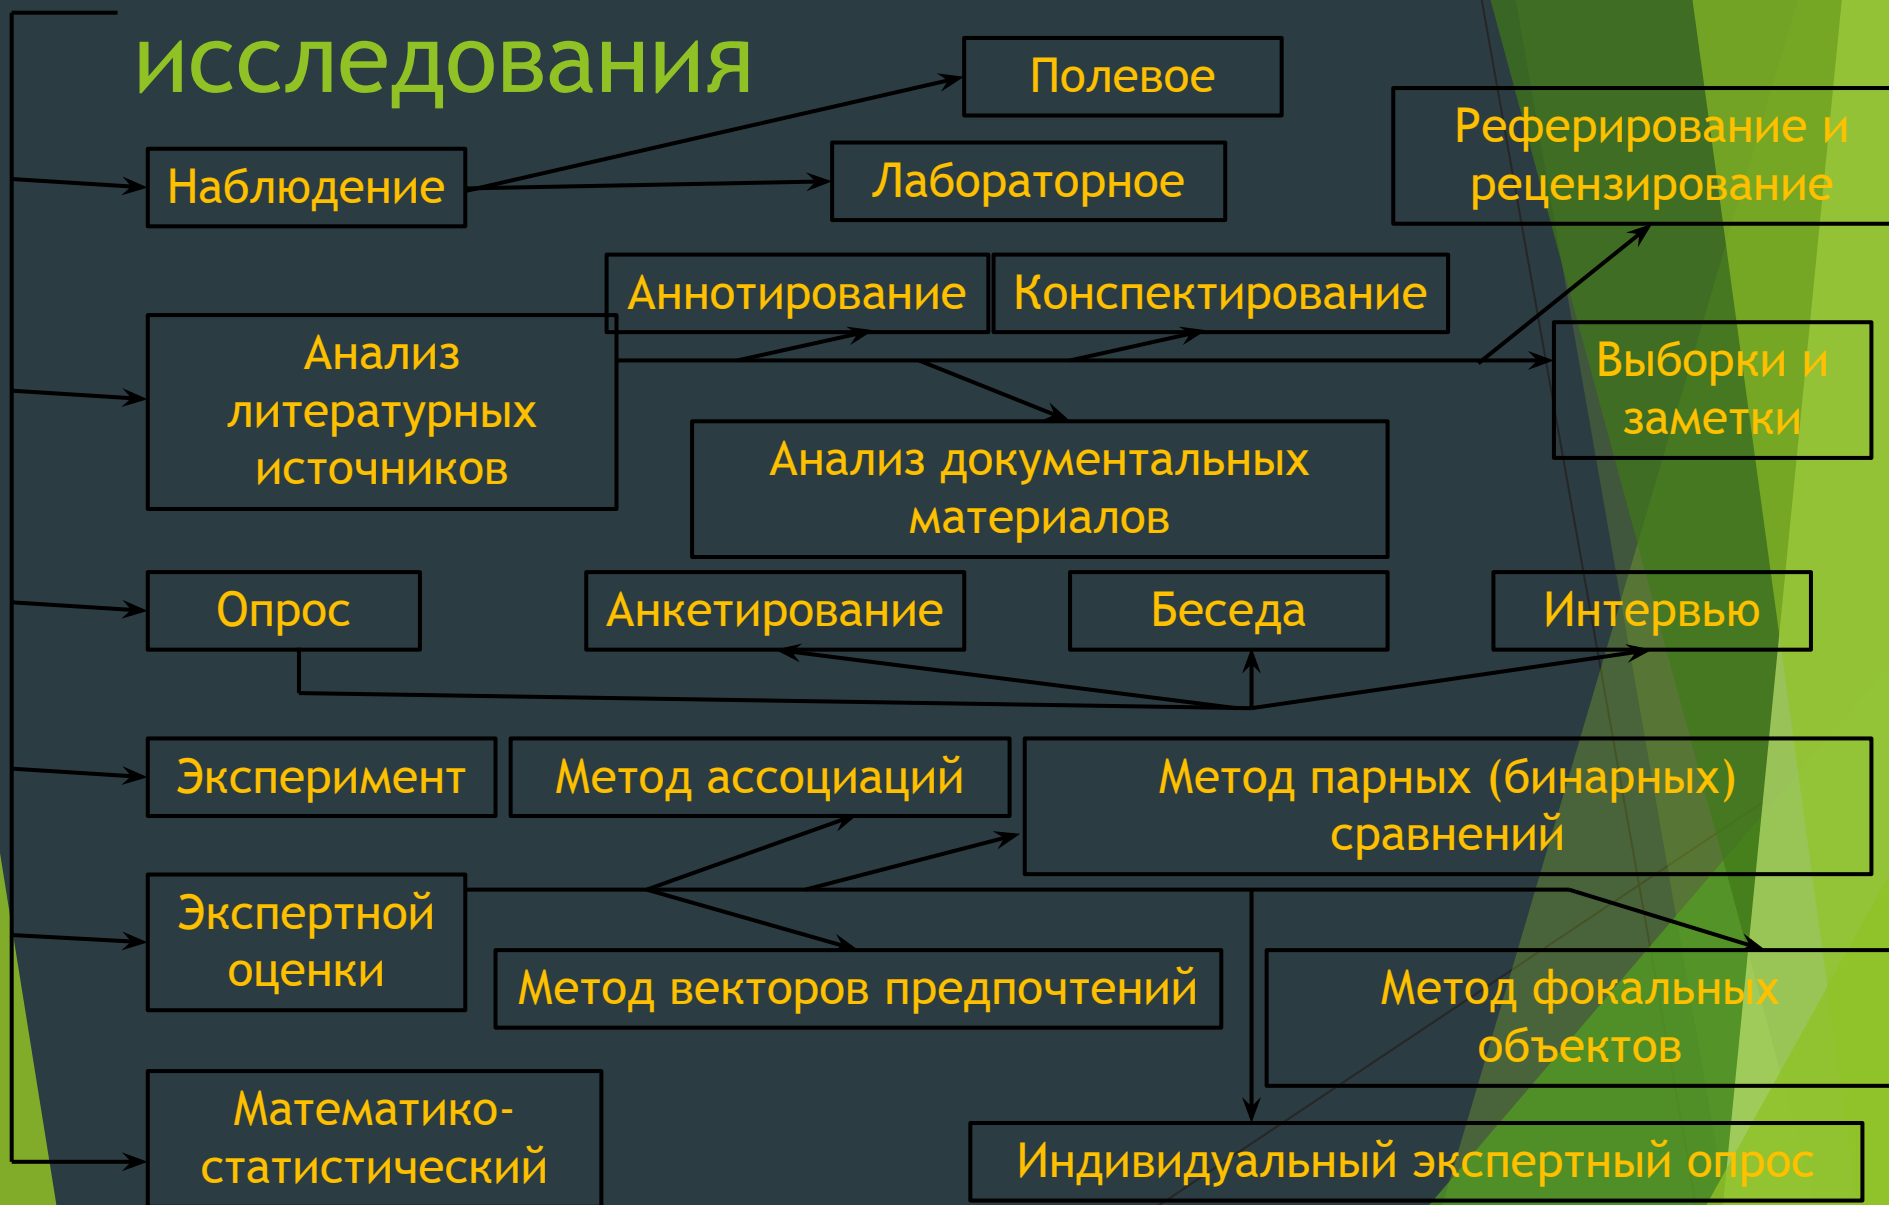 исследования
Полевое
Реферирование и
рецензирование
Наблюдение
Лабораторное
Аннотирование
Конспектирование
Анализ
литературных
источников
Выборки и
заметки
Анализ документальных
материалов
Опрос
Анкетирование
Беседа
Интервью
Эксперимент
Метод ассоциаций
Метод парных (бинарных)
сравнений
Экспертной
оценки
Метод векторов предпочтений
Метод фокальных
объектов
Математико-
статистический
Индивидуальный экспертный опрос